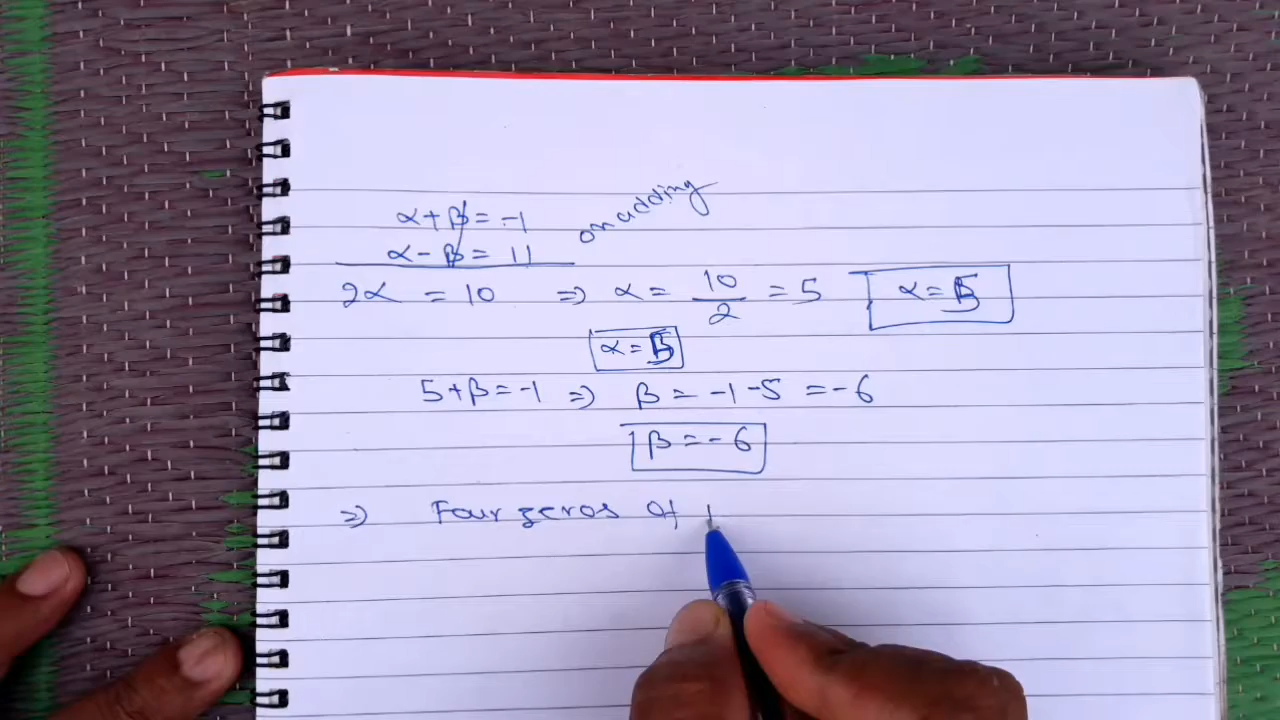 α+β = -1
on adding
α-β = 11
2α = 10 => α = 10/2 = 5 α = 5
α = 5
5+β = -1 => β = -1-5 = -6
β = -6
=> Four zeros of